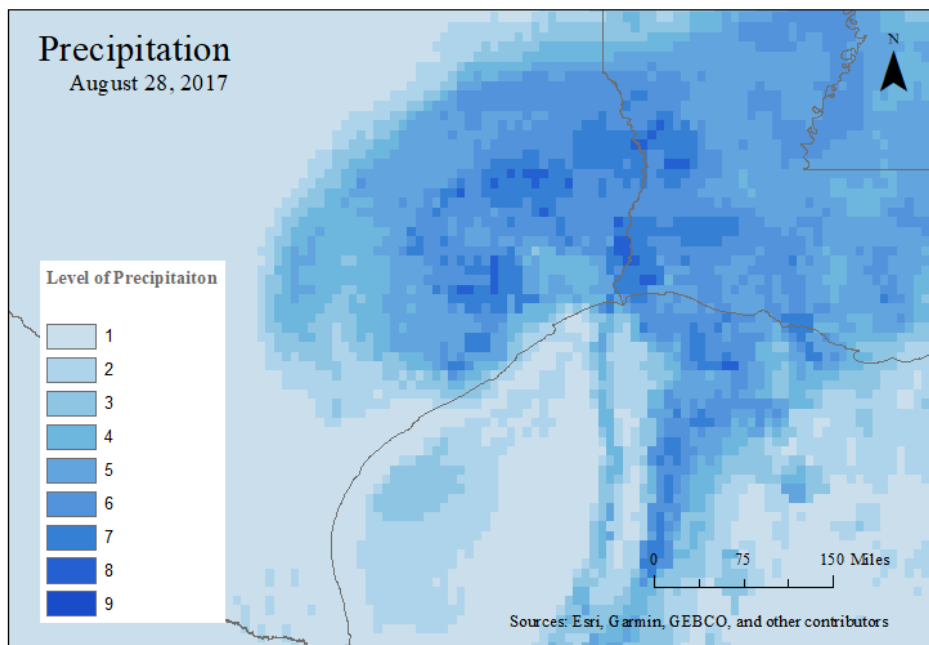 Precipitation
August 28, 2017
N
Level of Precipitaiton
1
2
3
4
5
6
7
8
9
0 75 150 Miles
Sources: Esri, Garmin, GEBCO, and other contributors